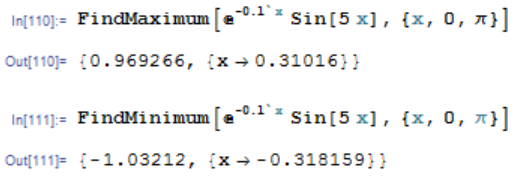 In[110]:= FindMaximum[e^-0.1`x Sin[5 x], {x, 0, π}]
Out[110]= {0.969266, {x → 0.31016}}
In[111]:= FindMinimum[e^-0.1`x Sin[5 x], {x, 0, π}]
Out[111]= {-1.03212, {x → -0.318159}}